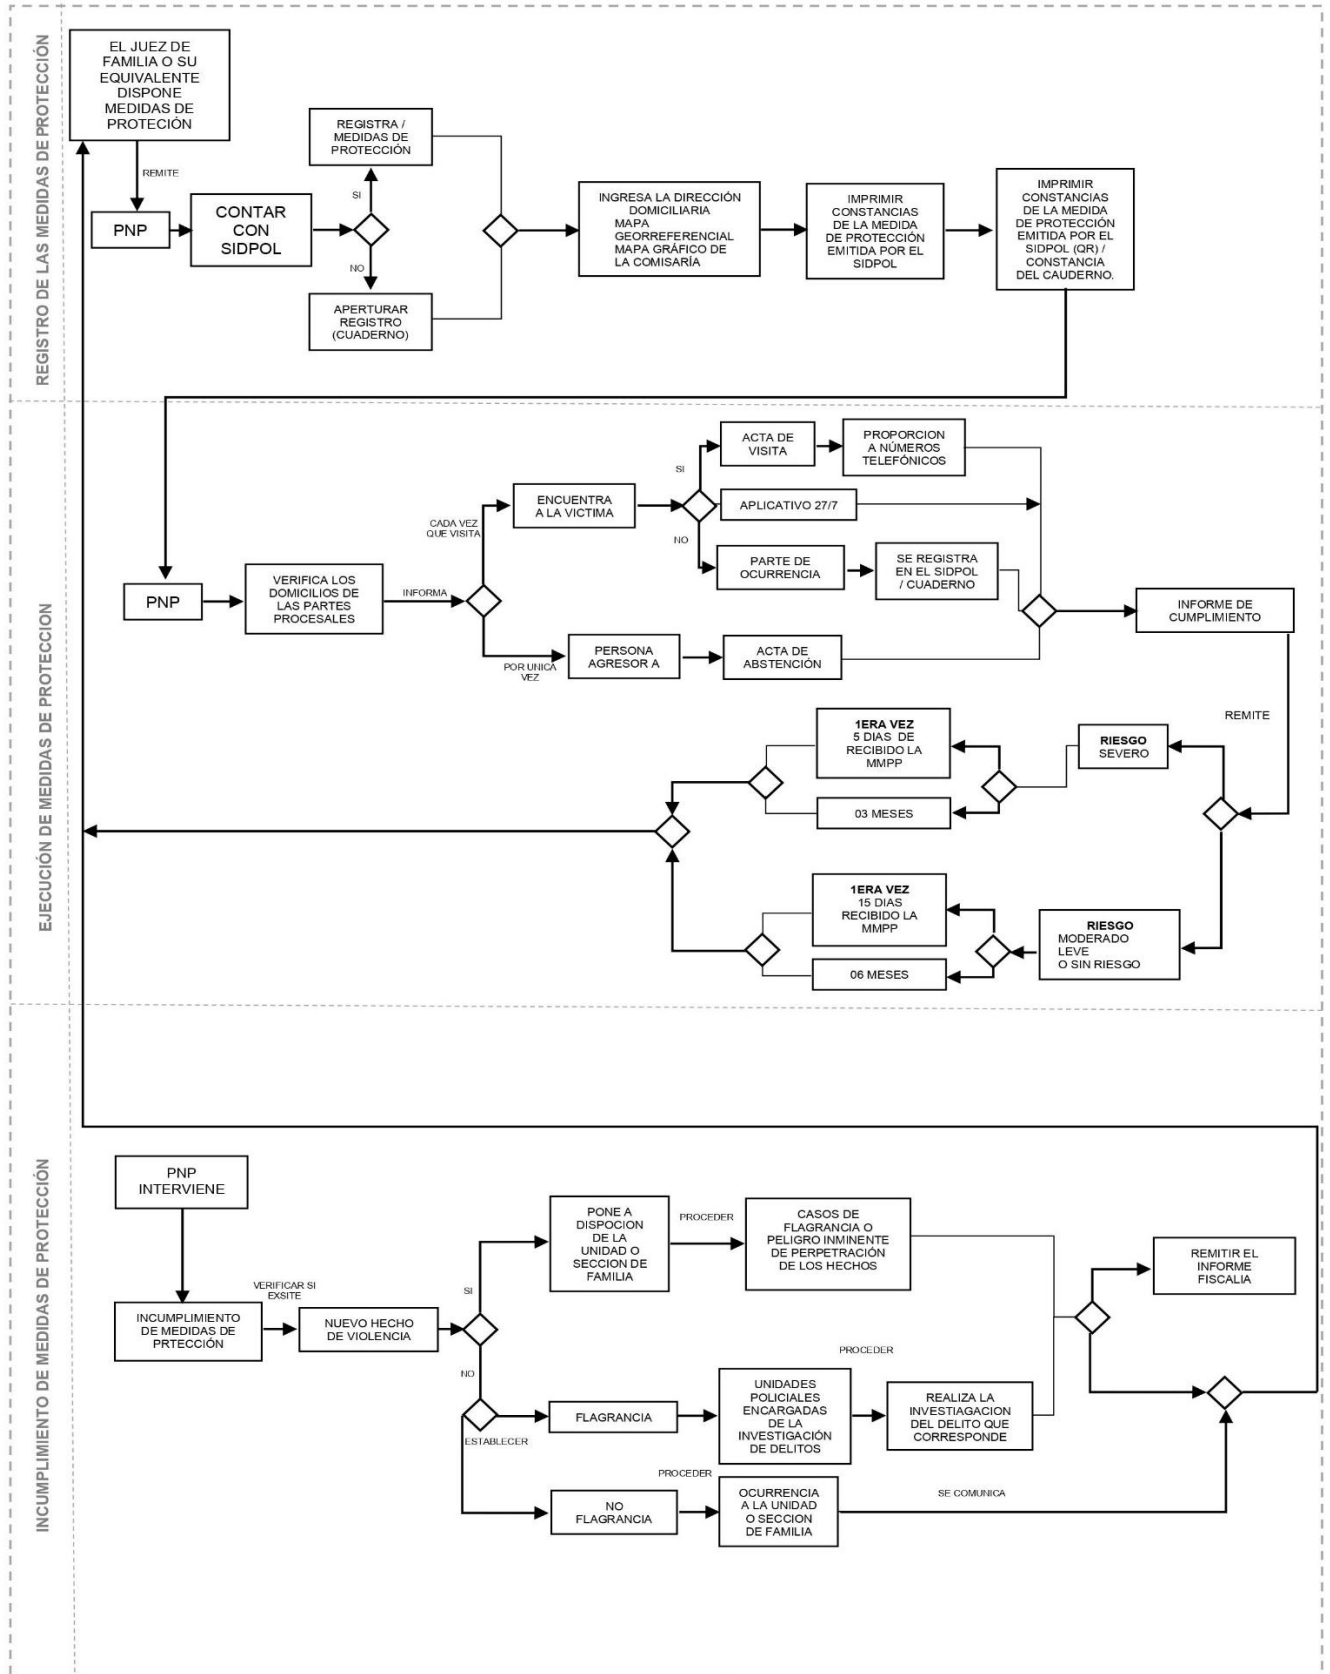 REGISTRO DE LAS MEDIDAS DE PROTECCIÓN
EL JUEZ DE
FAMILIA O SU
EQUIVALENTE
DISPONE
MEDIDAS DE
PROTECIÓN
REMITE
PNP
CONTAR
CON
SIDPOL
SI
NO
REGISTRA /
MEDIDAS DE
PROTECCIÓN
APERTURAR
REGISTRO
(CUADERNO)
INGRESA LA DIRECCIÓN
DOMICILIARIA
MAPA
GEORREFERENCIAL
MAPA GRÁFICO DE
LA COMISARÍA
IMPRIMIR
CONSTANCIAS
DE LA MEDIDA
DE PROTECCIÓN
EMITIDA POR EL
SIDPOL
IMPRIMIR
CONSTANCIAS
DE LA MEDIDA
DE PROTECCIÓN
EMITIDA POR EL
SIDPOL (QR) /
CONSTANCIA
DEL CAUDERNO.
EJECUCIÓN DE MEDIDAS DE PROTECCION
PNP
VERIFICA LOS
DOMICILIOS DE
LAS PARTES
PROCESALES
INFORMA
CADA VEZ
QUE VISITA
ENCUENTRA
A LA VICTIMA
SI
NO
ACTA DE
VISITA
PROPORCION
A NÚMEROS
TELEFÓNICOS
APLICATIVO 27/7
PARTE DE
OCURRENCIA
SE REGISTRA
EN EL SIDPOL
/ CUADERNO
POR UNICA
VEZ
PERSONA
AGRESOR A
ACTA DE
ABSTENCIÓN
INFORME DE
CUMPLIMIENTO
REMITE
RIESGO
SEVERO
1ERA VEZ
5 DIAS DE
RECIBIDO LA
MMPP
03 MESES
RIESGO
MODERADO
LEVE
O SIN RIESGO
1ERA VEZ
15 DIAS
RECIBIDO LA
MMPP
06 MESES
INCUMPLIMIENTO DE MEDIDAS DE PROTECCIÓN
PNP
INTERVIENE
INCUMPLIMIENTO
DE MEDIDAS DE
PRTECCIÓN
VERIFICAR SI
EXSITE
NUEVO HECHO
DE VIOLENCIA
SI
NO
PONE A
DISPOCION
DE LA
UNIDAD O
SECCION DE
FAMILIA
PROCEDER
CASOS DE
FLAGRANCIA O
PELIGRO INMINENTE
DE PERPETRACIÓN
DE LOS HECHOS
REMITIR EL
INFORME
FISCALIA
ESTABLECER
FLAGRANCIA
UNIDADES
POLICIALES
ENCARGADAS
DE LA
INVESTIGACIÓN
DE DELITOS
PROCEDER
REALIZA LA
INVESTIAGACION
DEL DELITO QUE
CORRESPONDE
NO
FLAGRANCIA
PROCEDER
OCURRENCIA
A LA UNIDAD
O SECCION
DE FAMILIA
SE COMUNICA